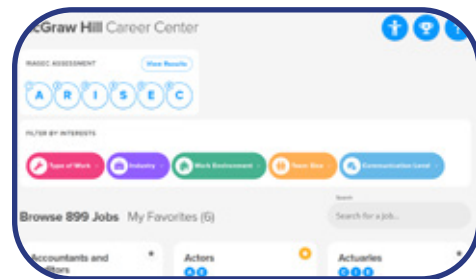 cGraw Hill Career Center
RIASEC ASSESSMENT
View Results
A R I S E C
FILTER BY INTERESTS
Type of Work
Industry
Work Environment
Team Size
Communication Level
Search
Browse 899 Jobs My Favorites (6)
Search for a job...
Accountants and
ditors
Actors
A E
Actuaries
C I E